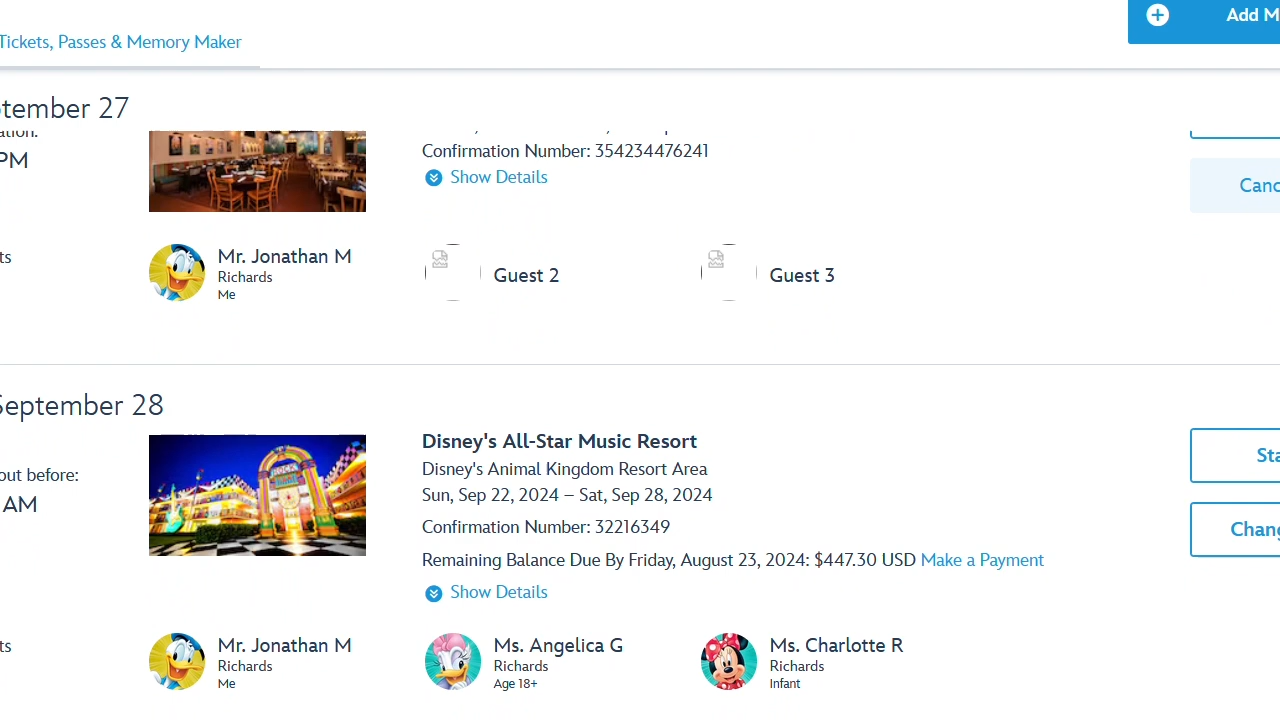 Add M
Tickets, Passes & Memory Maker
tember 27
ation:
PM
Confirmation Number: 354234476241
Show Details
Canc
ts
Mr. Jonathan M
Richards
Me
Guest 2
Guest 3
September 28
Disney's All-Star Music Resort
Disney's Animal Kingdom Resort Area
Sun, Sep 22, 2024 – Sat, Sep 28, 2024
out before:
AM
Confirmation Number: 32216349
Remaining Balance Due By Friday, August 23, 2024: $447.30 USD Make a Payment
Show Details
Sta
Chang
ts
Mr. Jonathan M
Richards
Me
Ms. Angelica G
Richards
Age 18+
Ms. Charlotte R
Richards
Infant